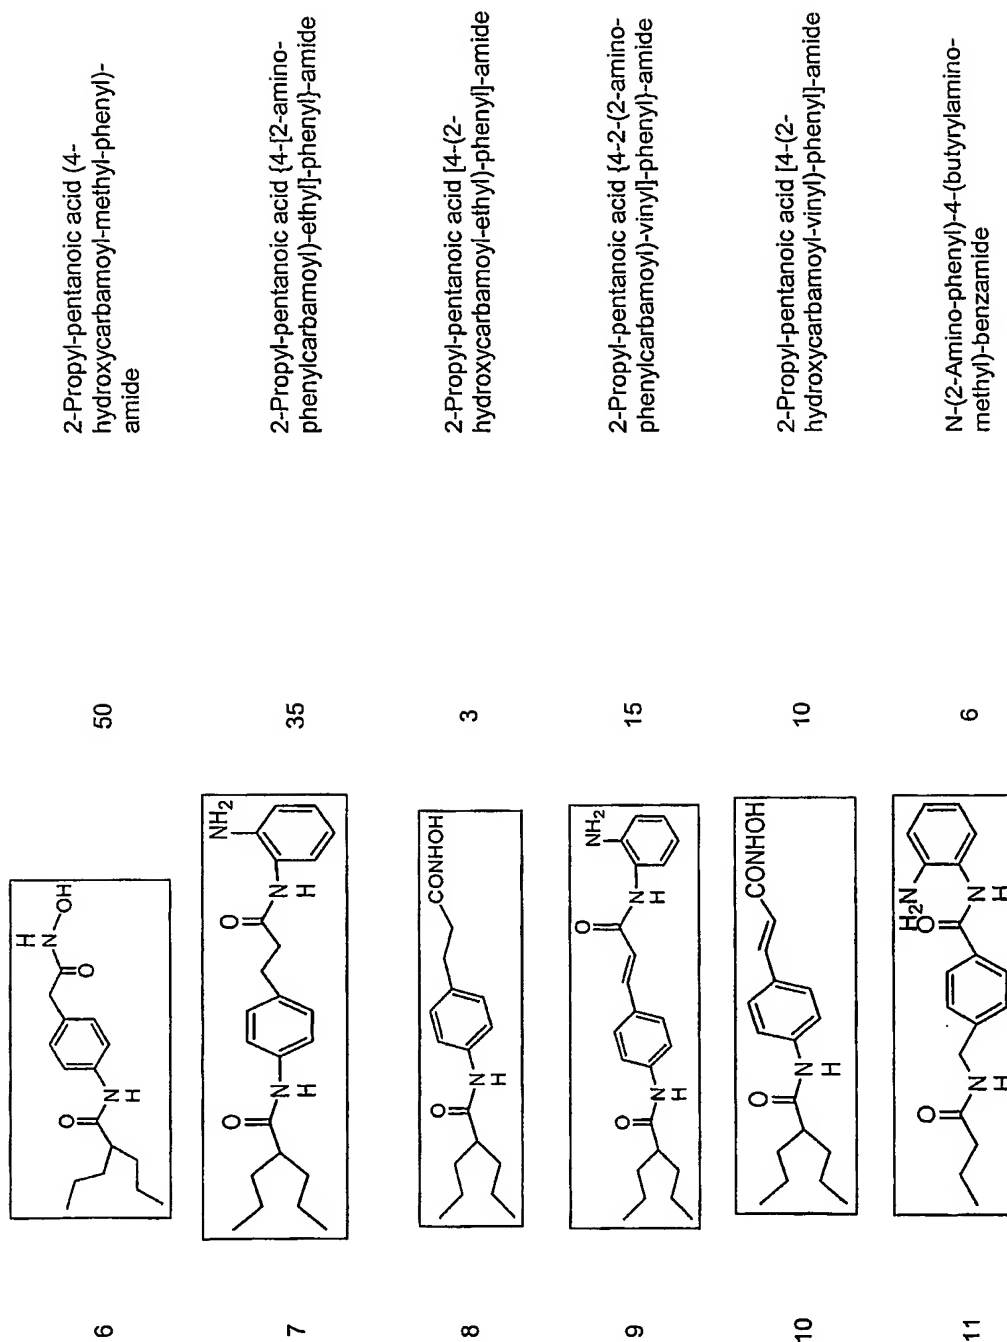 6
H
N
OH
O
O
N
H
50
2-Propyl-pentanoic acid (4-
hydroxycarbamoyl-methyl-phenyl)-
amide
7
NH2
O
N
H
O
N
H
35
2-Propyl-pentanoic acid {4-[2-amino-
phenylcarbamoyl)-ethyl]-phenyl}-amide
8
CONHOH
O
N
H
3
2-Propyl-pentanoic acid [4-(2-
hydroxycarbamoyl-ethyl)-phenyl]-amide
9
NH2
O
N
H
O
N
H
15
2-Propyl-pentanoic acid {4-2-(2-amino-
phenylcarbamoyl)-vinyl]-phenyl}-amide
10
CONHOH
O
N
H
10
2-Propyl-pentanoic acid [4-(2-
hydroxycarbamoyl-vinyl)-phenyl]-amide
11
H2N
O
N
H
O
N
H
6
N-(2-Amino-phenyl)-4-(butyrylamino-
methyl)-benzamide